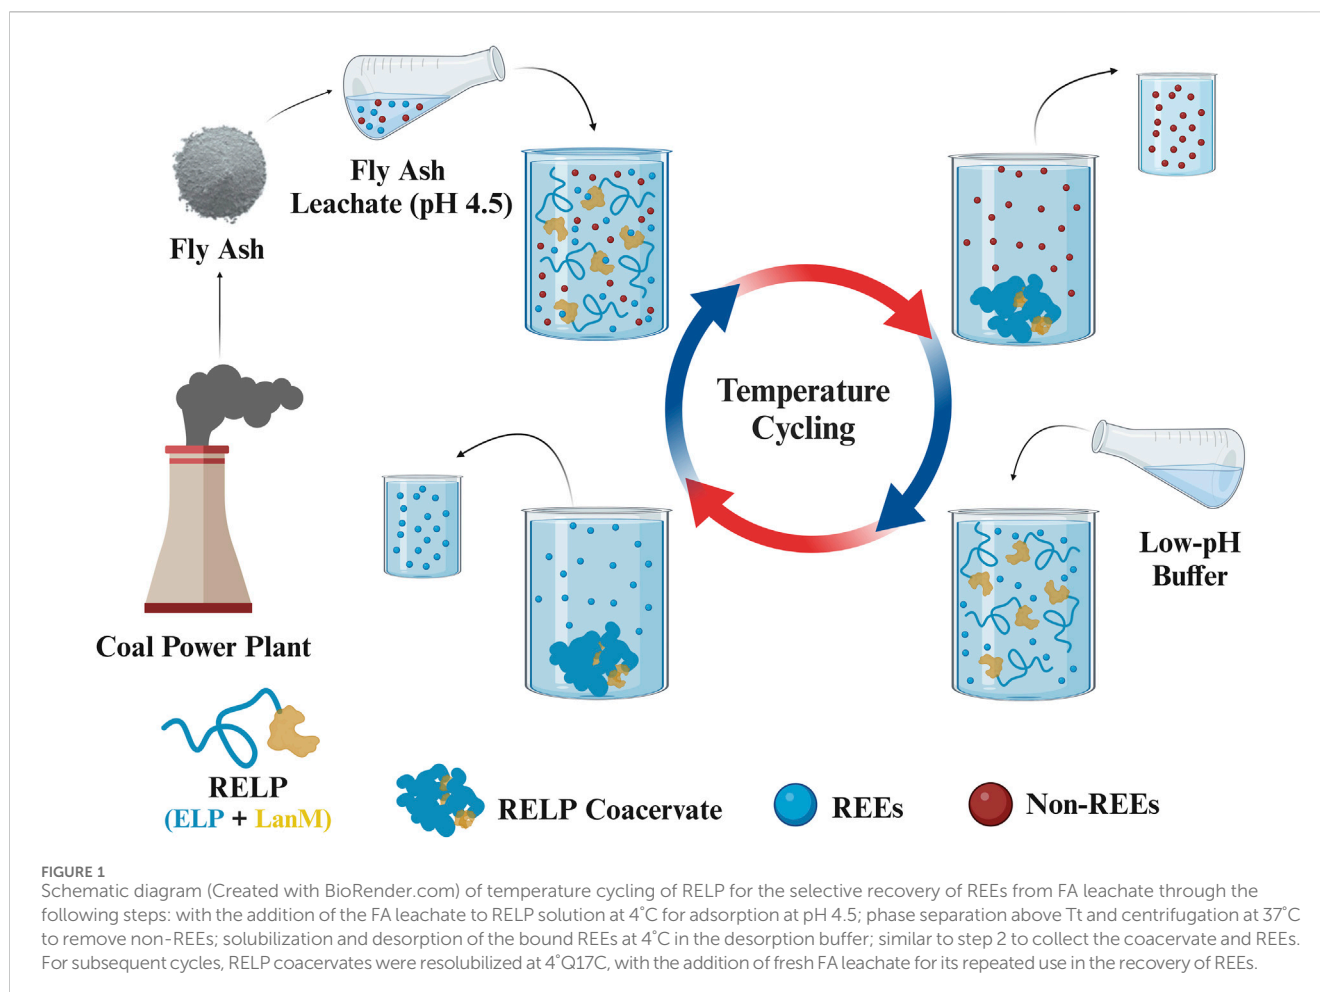 Fly Ash
Leachate (pH 4.5)
Fly Ash
Temperature
Cycling
Low-pH
Buffer
Coal Power Plant
RELP
(ELP + LanM)
RELP Coacervate
REEs
Non-REEs
FIGURE 1
Schematic diagram (Created with BioRender.com) of temperature cycling of RELP for the selective recovery of REEs from FA leachate through the
following steps: with the addition of the FA leachate to RELP solution at 4°C for adsorption at pH 4.5; phase separation above Tt and centrifugation at 37°C
to remove non-REEs; solubilization and desorption of the bound REEs at 4°C in the desorption buffer; similar to step 2 to collect the coacervate and REEs.
For subsequent cycles, RELP coacervates were resolubilized at 4°Q17C, with the addition of fresh FA leachate for its repeated use in the recovery of REEs.